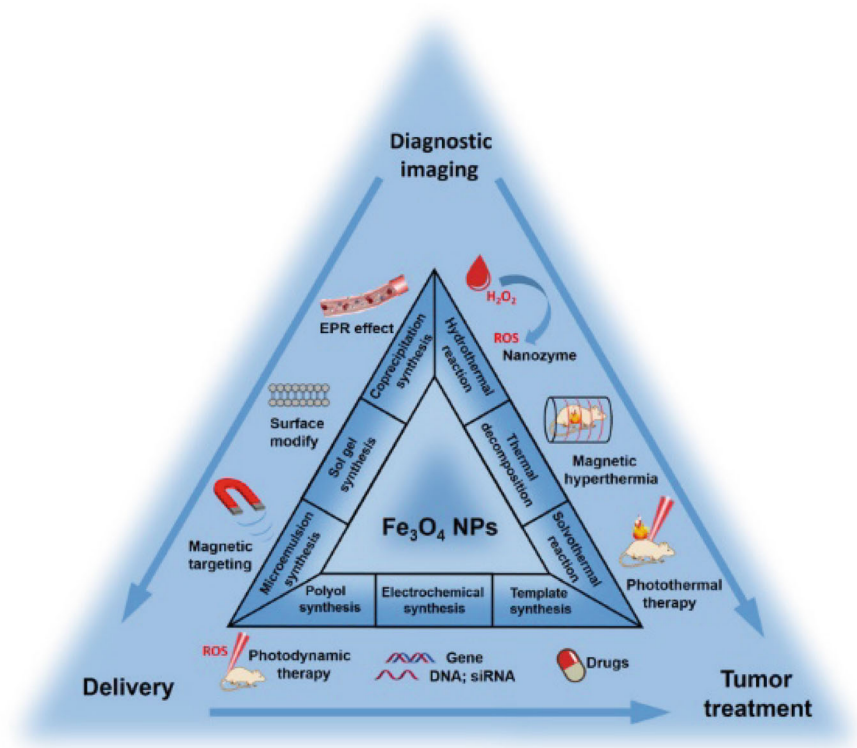 Diagnostic
imaging
EPR effect
H₂O₂
ROS
Nanozyme
Surface
modify
Magnetic
hyperthermia
Magnetic
targeting
Photothermal
therapy
Coprecipitation
synthesis
Hydrothermal
reaction
Sol gel
synthesis
Thermal
decomposition
Microemulsion
synthesis
Solvothermal
reaction
Fe₃O₄ NPs
Polyol
synthesis
Electrochemical
synthesis
Template
synthesis
ROS
Photodynamic
therapy
Gene
DNA; siRNA
Drugs
Delivery
Tumor
treatment